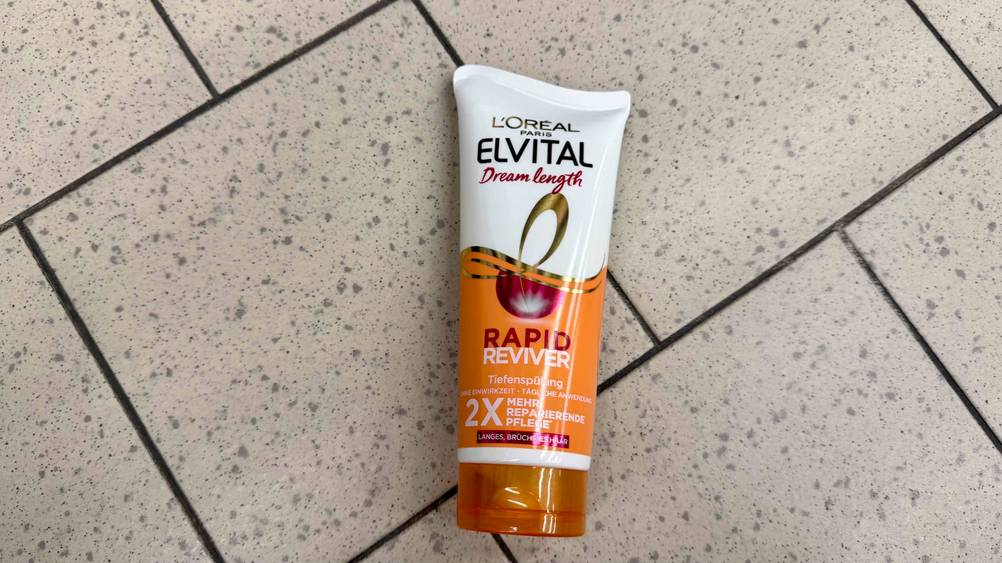 L'ORÉAL
PARIS
ELVITAL
Dream length
RAPID
REVIVER
Tiefenspülung
OHNE EINWIRKZEIT - TÄGLICHE ANWENDUNG
2X MEHR
REPARIERENDE
PFLEGE*
LANGES, BRÜCHIGES HAAR